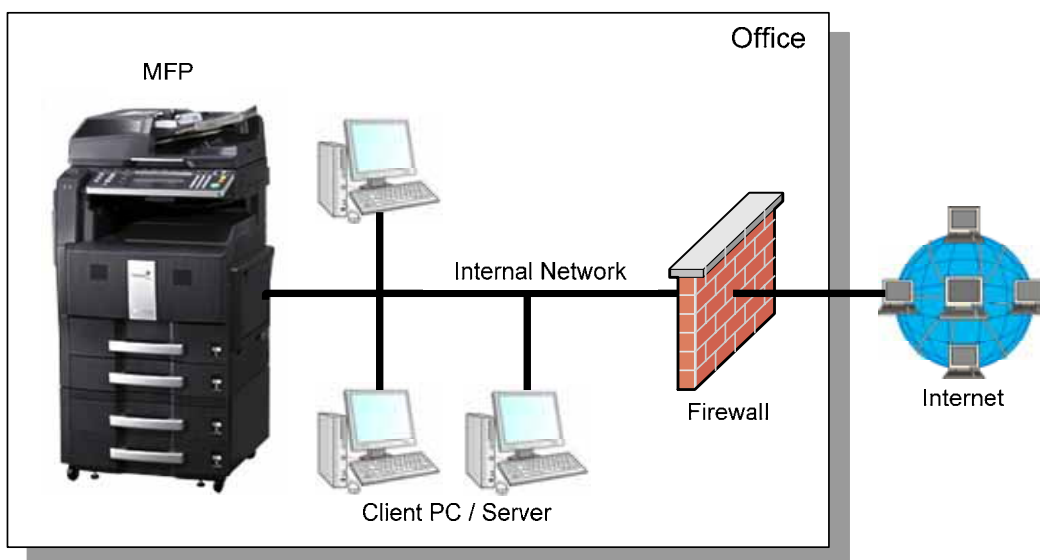 Office
MFP
Internal Network
Firewall
Internet
Client PC / Server